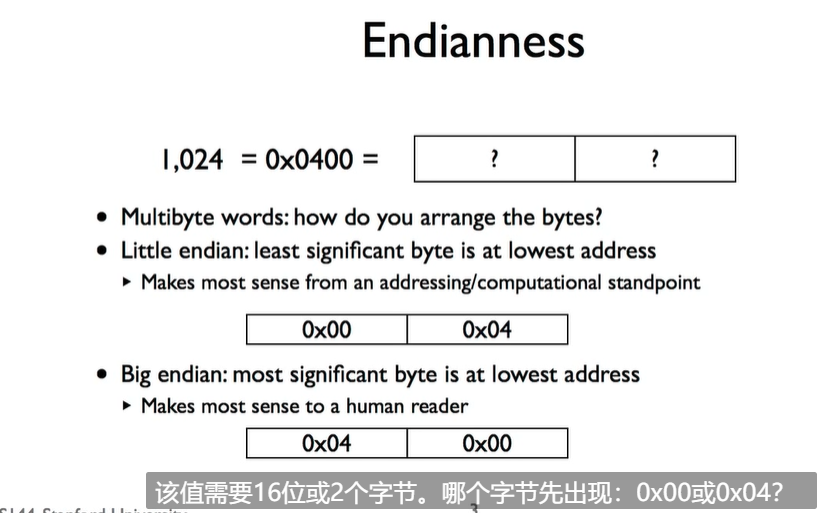 Endianness
1,024 = 0x0400 = ? ?
• Multibyte words: how do you arrange the bytes?
• Little endian: least significant byte is at lowest address
▸ Makes most sense from an addressing/computational standpoint
0x00 0x04
• Big endian: most significant byte is at lowest address
▸ Makes most sense to a human reader
0x04 0x00
该值需要16位或2个字节。哪个字节先出现：0x00或0x04？